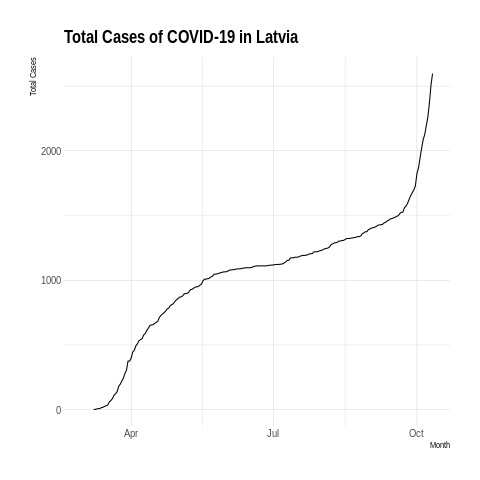 Total Cases of COVID-19 in Latvia
Total Cases
2000
1000
0
Apr Jul Oct
Month